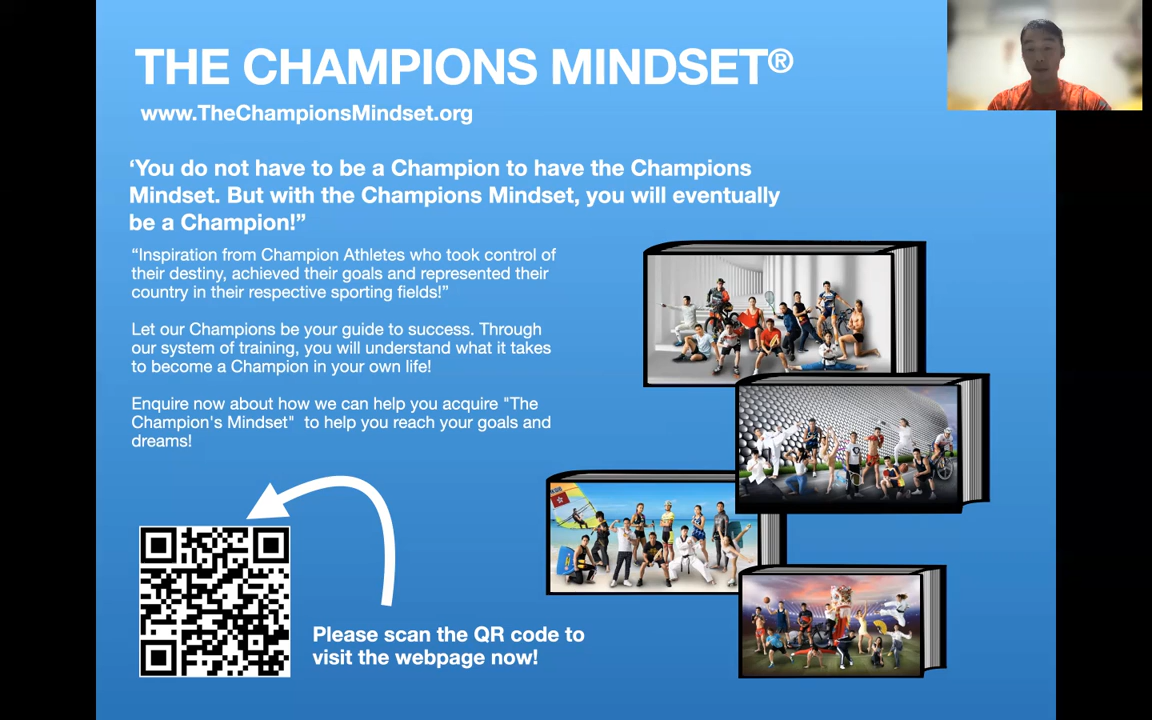 THE CHAMPIONS MINDSET®
www.TheChampionsMindset.org
‘You do not have to be a Champion to have the Champions
Mindset. But with the Champions Mindset, you will eventually
be a Champion!”
“Inspiration from Champion Athletes who took control of
their destiny, achieved their goals and represented their
country in their respective sporting fields!”
Let our Champions be your guide to success. Through
our system of training, you will understand what it takes
to become a Champion in your own life!
Enquire now about how we can help you acquire "The
Champion's Mindset"  to help you reach your goals and
dreams!
Please scan the QR code to
visit the webpage now!